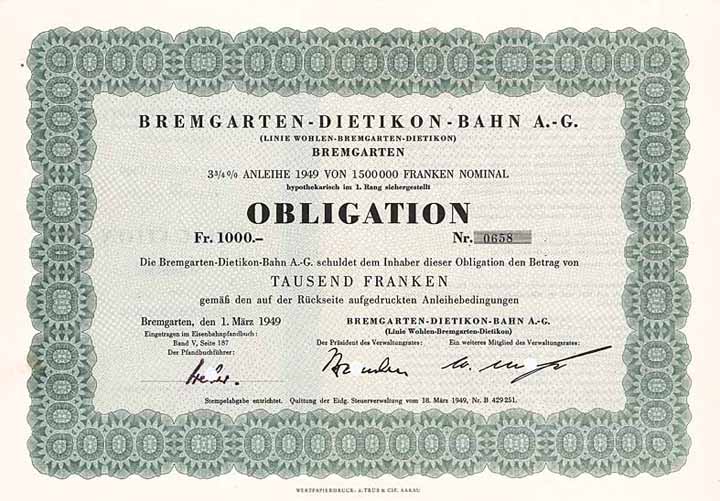 BREMGARTEN-DIETIKON-BAHN A.-G.
(LINIE WOHLEN-BREMGARTEN-DIETIKON)
BREMGARTEN
3¾% ANLEIHE 1949 VON 1500000 FRANKEN NOMINAL
hypothekarisch im 1. Rang sichergestellt
OBLIGATION
Fr. 1000.– Nr. 0658
Die Bremgarten-Dietikon-Bahn A.-G. schuldet dem Inhaber dieser Obligation den Betrag von
TAUSEND FRANKEN
gemäß den auf der Rückseite aufgedruckten Anleihebedingungen
Bremgarten, den 1. März 1949 BREMGARTEN-DIETIKON-BAHN A.-G.
Eingetragen im Eisenbahnpfandbuch: (Linie Wohlen-Bremgarten-Dietikon)
Band V, Seite 187 Der Präsident des Verwaltungsrates: Ein weiteres Mitglied des Verwaltungsrates:
Der Pfandbuchführer:
Stempelabgabe entrichtet. Quittung der Eidg. Steuerverwaltung vom 18. März 1949, Nr. B 429251.
WERTPAPIERDRUCK: A. TRÜB & CIE. AARAU